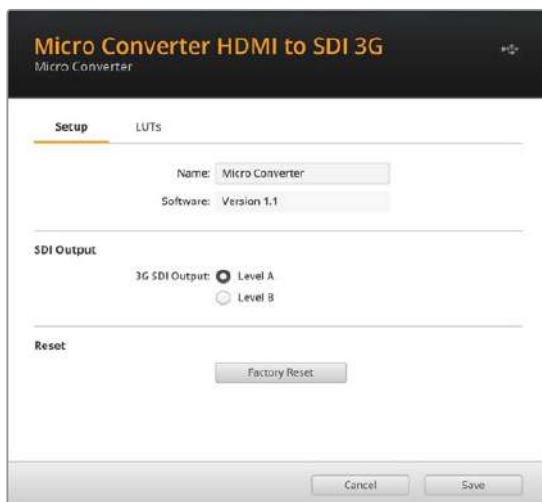 Micro Converter HDMI to SDI 3G
Micro Converter
Setup LUTs
Name: Micro Converter
Software: Version 1.1
SDI Output
3G SDI Output: Level A
Level B
Reset
Factory Reset
Cancel Save